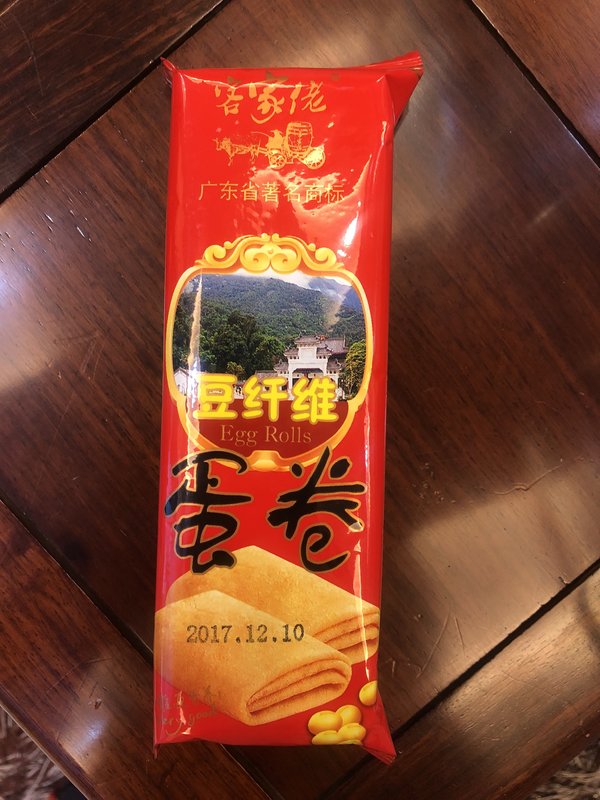 客家佬
广东省著名商标
豆纤维
Egg Rolls
蛋卷
2017.12.10